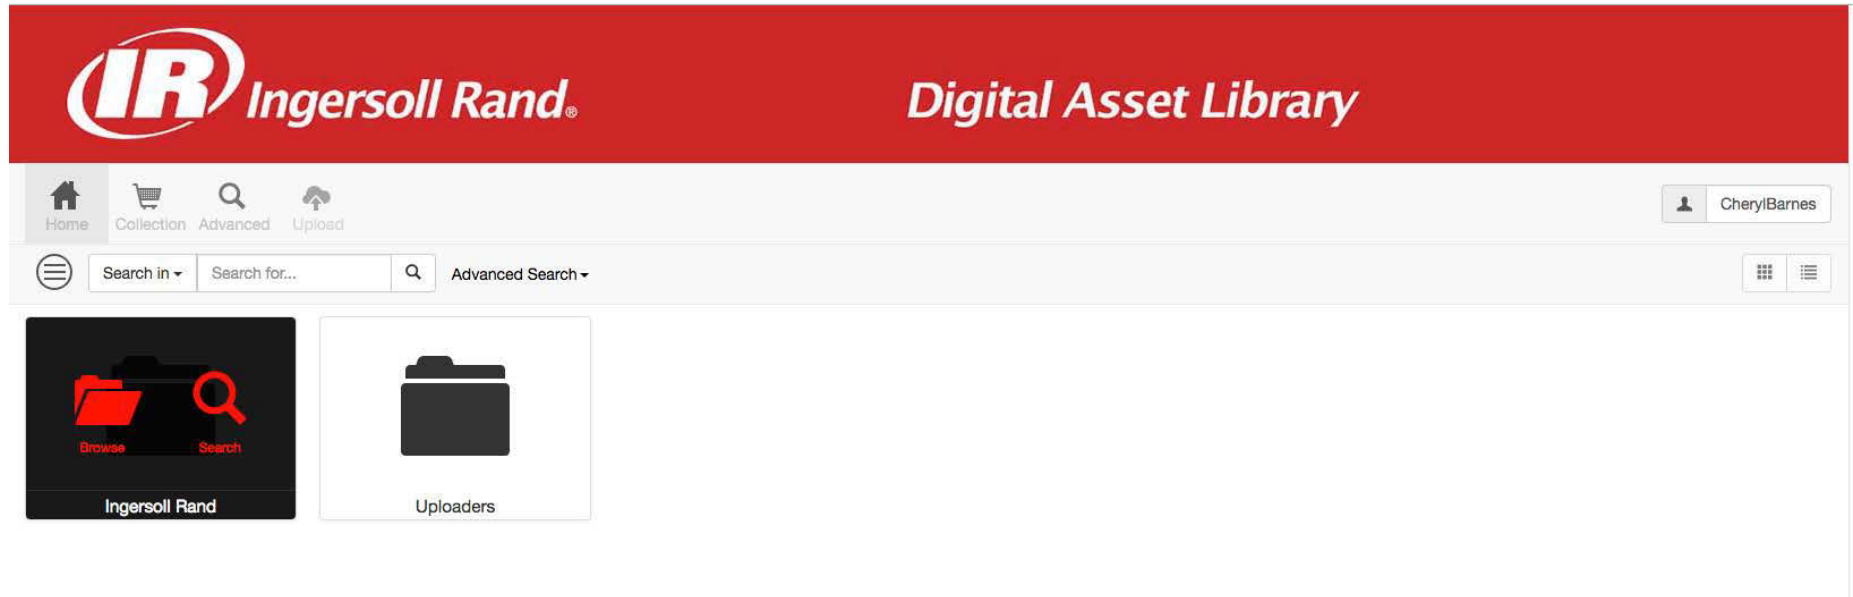 IR Ingersoll Rand®
Digital Asset Library
Home Collection Advanced Upload
CherylBarnes
Search in Search for... Advanced Search
Browse Search
Ingersoll Rand
Uploaders